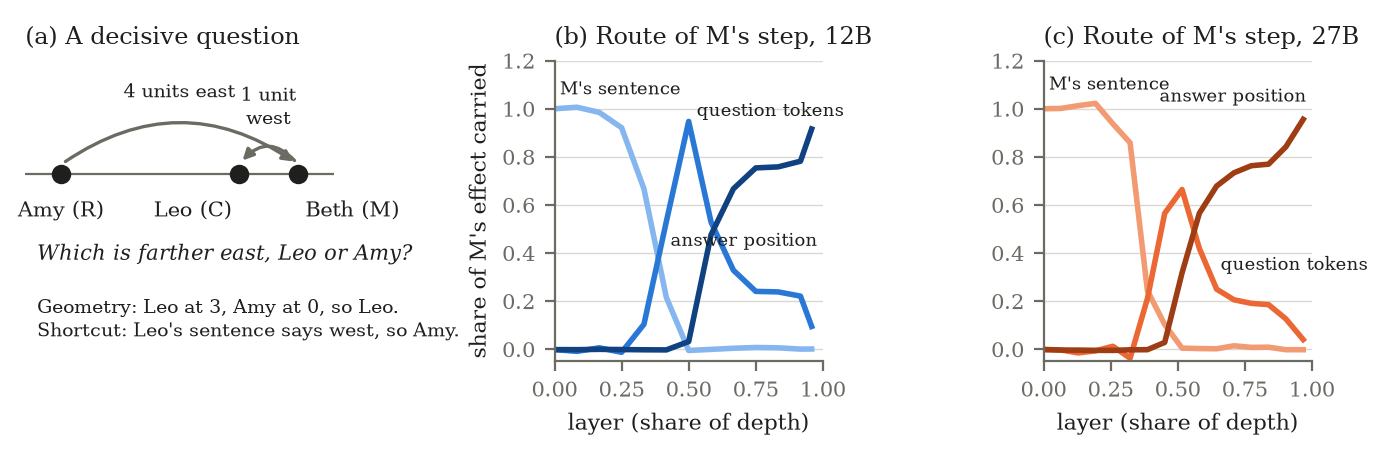 (a) A decisive question
4 units east
1 unit
west
Amy (R)
Leo (C)
Beth (M)
Which is farther east, Leo or Amy?
Geometry: Leo at 3, Amy at 0, so Leo.
Shortcut: Leo's sentence says west, so Amy.
(b) Route of M's step, 12B
share of M's effect carried
1.2
1.0
0.8
0.6
0.4
0.2
0.0
M's sentence
question tokens
answer position
0.00
0.25
0.50
0.75
1.00
layer (share of depth)
(c) Route of M's step, 27B
1.2
1.0
0.8
0.6
0.4
0.2
0.0
M's sentence
answer position
question tokens
0.00
0.25
0.50
0.75
1.00
layer (share of depth)